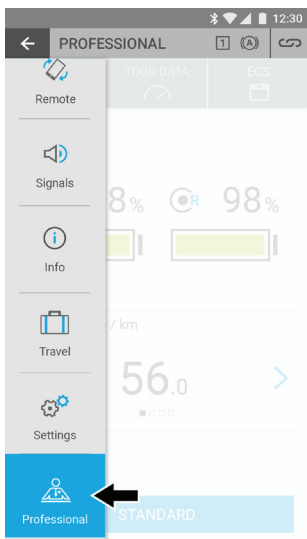 12:30
PROFESSIONAL
1
(A)
TOUR DATA
ECS
Remote
Signals
8% R 98%
i
Info
/ km
Travel
56.0
Settings
Professional
STANDARD